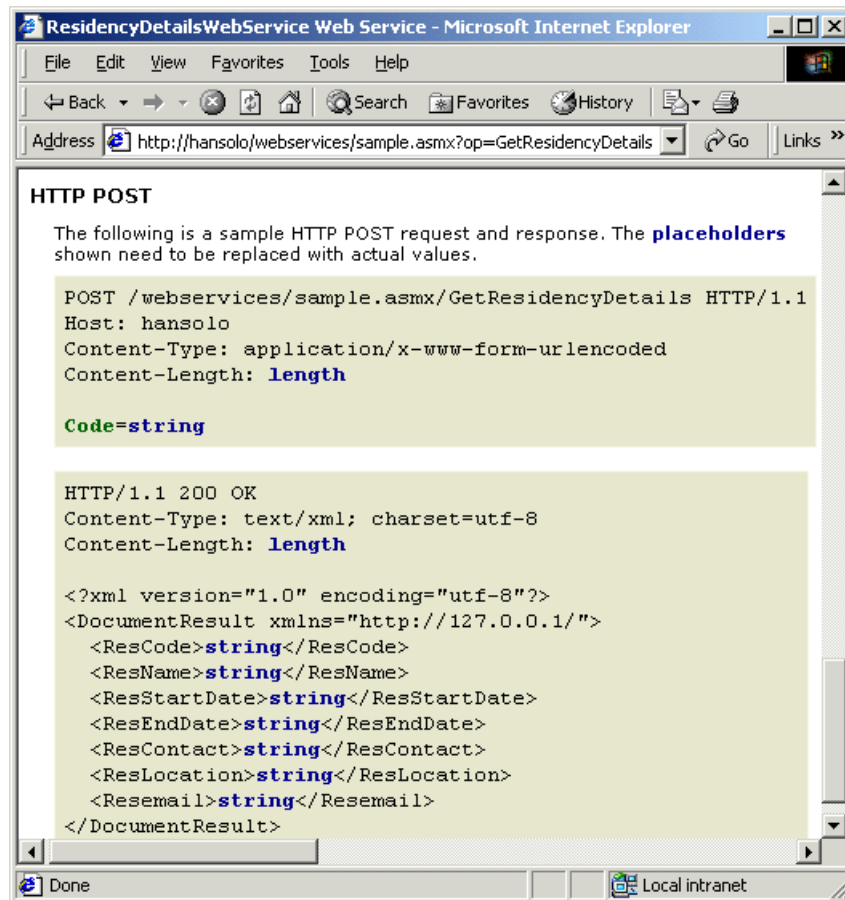 ResidencyDetailsWebService Web Service - Microsoft Internet Explorer
File Edit View Favorites Tools Help
Back Search Favorites History
Address http://hansolo/webservices/sample.asmx?op=GetResidencyDetails Go Links »
HTTP POST
The following is a sample HTTP POST request and response. The placeholders
shown need to be replaced with actual values.
POST /webservices/sample.asmx/GetResidencyDetails HTTP/1.1
Host: hansolo
Content-Type: application/x-www-form-urlencoded
Content-Length: length
Code=string
HTTP/1.1 200 OK
Content-Type: text/xml; charset=utf-8
Content-Length: length
<?xml version="1.0" encoding="utf-8"?>
<DocumentResult xmlns="http://127.0.0.1/">
<ResCode>string</ResCode>
<ResName>string</ResName>
<ResStartDate>string</ResStartDate>
<ResEndDate>string</ResEndDate>
<ResContact>string</ResContact>
<ResLocation>string</ResLocation>
<Resemail>string</Resemail>
</DocumentResult>
Done Local intranet